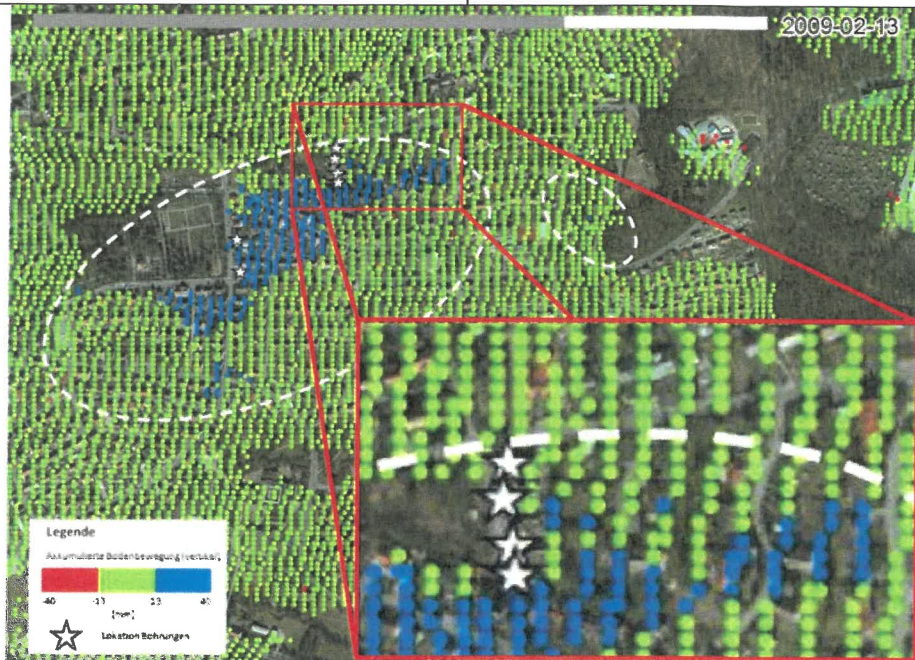 2009-02-13
Legende
Akkumulierte Bodenbewegung (vertikal)
-40 -13 13 40
[mm]
Lokation Bohrungen